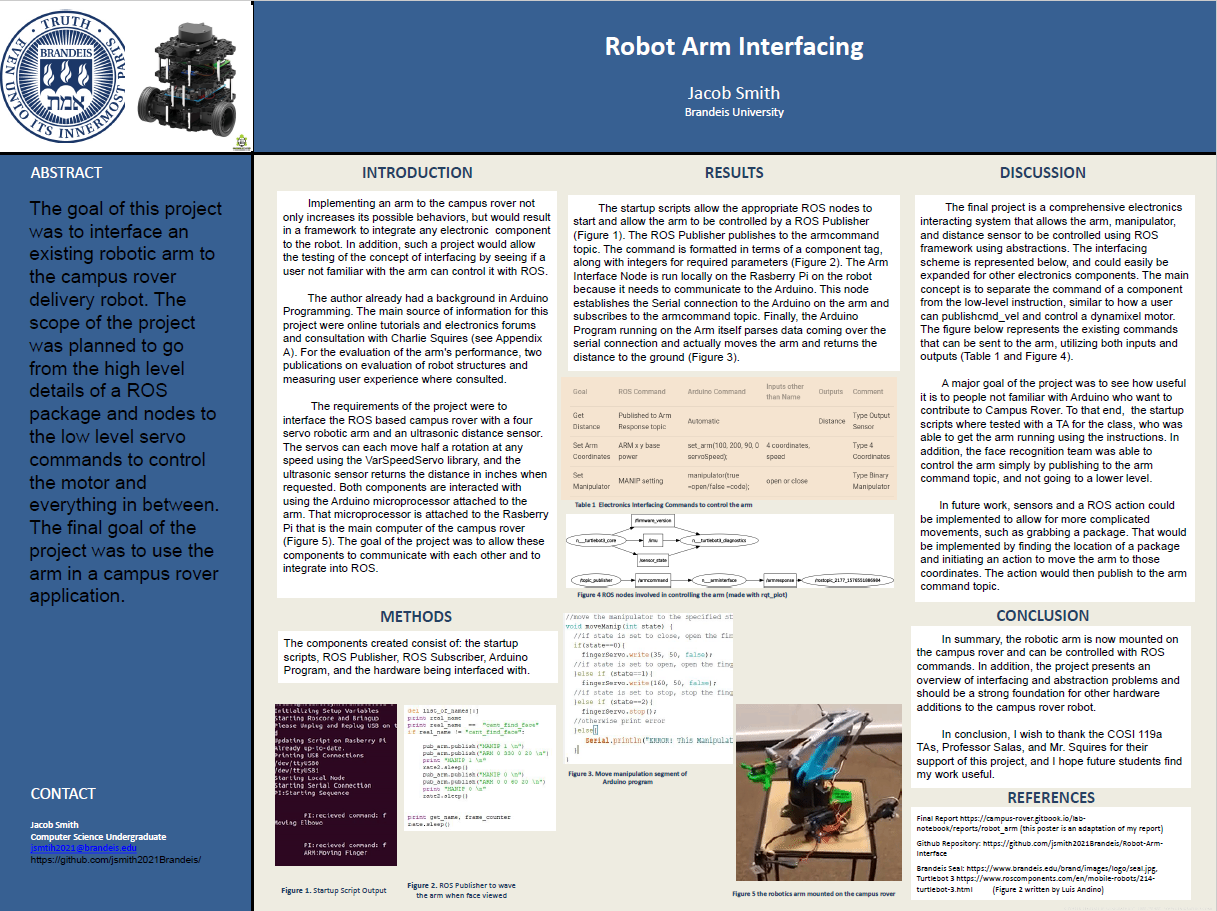 TRUTH
EVEN UNTO ITS INNERMOST PARTS
BRANDEIS
אמת
Robot Arm Interfacing
Jacob Smith
Brandeis University
ABSTRACT
The goal of this project
was to interface an
existing robotic arm to
the campus rover
delivery robot. The
scope of the project
was planned to go
from the high level
details of a ROS
package and nodes to
the low level servo
commands to control
the motor and
everything in between.
The final goal of the
project was to use the
arm in a campus rover
application.
CONTACT
Jacob Smith
Computer Science Undergraduate
jsmtih2021@brandeis.edu
https://github.com/jsmith2021Brandeis/
INTRODUCTION
Implementing an arm to the campus rover not
only increases its possible behaviors, but would result
in a framework to integrate any electronic component
to the robot. In addition, such a project would allow
the testing of the concept of interfacing by seeing if a
user not familiar with the arm can control it with ROS.
The author already had a background in Arduino
Programming. The main source of information for this
project were online tutorials and electronics forums
and consultation with Charlie Squires (see Appendix
A). For the evaluation of the arm's performance, two
publications on evaluation of robot structures and
measuring user experience where consulted.
The requirements of the project were to
interface the ROS based campus rover with a four
servo robotic arm and an ultrasonic distance sensor.
The servos can each move half a rotation at any
speed using the VarSpeedServo library, and the
ultrasonic sensor returns the distance in inches when
requested. Both components are interacted with
using the Arduino microprocessor attached to the
arm. That microprocessor is attached to the Rasberry
Pi that is the main computer of the campus rover
(Figure 5). The goal of the project was to allow these
components to communicate with each other and to
integrate into ROS.
METHODS
The components created consist of: the startup
scripts, ROS Publisher, ROS Subscriber, Arduino
Program, and the hardware being interfaced with.
Initializing Setup Variables
Starting Roscore and Bringup
Please Unplug and Replug USB on t
d
Updating Script on Rasberry Pi
Already up-to-date.
Printing USB Connections
/dev/ttyUSB0
/dev/ttyUSB1
Starting Local Node
Starting Serial Connection
PI:Starting Sequence
PI:recieved command: f
Moving Elbowo
PI:recieved command: f
ARM:Moving Finger
Figure 1. Startup Script Output
def list_of_names():
print real_name
print real_name == "cant_find_face"
if real_name != "cant_find_face":
pub_arm.publish("MANIP 1 \n")
pub_arm.publish("ARM 0 330 0 20 \n")
print "MANIP 1 \n"
rate2.sleep()
pub_arm.publish("MANIP 0 \n")
pub_arm.publish("ARM 0 0 60 20 \n")
print "MANIP 0 \n"
rate2.sleep()
print get_name, frame_counter
rate.sleep()
Figure 2. ROS Publisher to wave
the arm when face viewed
RESULTS
The startup scripts allow the appropriate ROS nodes to
start and allow the arm to be controlled by a ROS Publisher
(Figure 1). The ROS Publisher publishes to the armcommand
topic. The command is formatted in terms of a component tag,
along with integers for required parameters (Figure 2). The Arm
Interface Node is run locally on the Rasberry Pi on the robot
because it needs to communicate to the Arduino. This node
establishes the Serial connection to the Arduino on the arm and
subscribes to the armcommand topic. Finally, the Arduino
Program running on the Arm itself parses data coming over the
serial connection and actually moves the arm and returns the
distance to the ground (Figure 3).
Goal ROS Command Arduino Command Inputs other than Name Outputs Comment
Get Distance Published to Arm Response topic Automatic Distance Type Output Sensor
Set Arm Coordinates ARM x y base power set_arm(100, 200, 90, 0 servoSpeed); 4 coordinates, speed Type 4 Coordinates
Set Manipulator MANIP setting manipulator(true =open/false =code); open or close Type Binary Manipulator
Table 1 Electronics Interfacing Commands to control the arm
/firmware_version
n__turtlebot3_core /imu n__turtlebot3_diagnostics
/sensor_state
/topic_publisher /armcommand n__arminterface /armresponse /rostopic_2177_1576551886984
Figure 4 ROS nodes involved in controlling the arm (made with rqt_plot)
//move the manipulator to the specified st
void moveManip(int state) {
//if state is set to close, open the fin
if(state==0){
fingerServo.write(35, 50, false);
//if state is set to open, open the fing
}else if (state==1){
fingerServo.write(160, 50, false);
//if state is set to stop, stop the fing
}else if (state==2){
fingerServo.stop();
//otherwise print error
}else{
Serial.println("ERROR: This Manipulat
}
}
Figure 3. Move manipulation segment of
Arduino program
Figure 5 the robotics arm mounted on the campus rover
DISCUSSION
The final project is a comprehensive electronics
interacting system that allows the arm, manipulator,
and distance sensor to be controlled using ROS
framework using abstractions. The interfacing
scheme is represented below, and could easily be
expanded for other electronics components. The main
concept is to separate the command of a component
from the low-level instruction, similar to how a user
can publishcmd_vel and control a dynamixel motor.
The figure below represents the existing commands
that can be sent to the arm, utilizing both inputs and
outputs (Table 1 and Figure 4).
A major goal of the project was to see how useful
it is to people not familiar with Arduino who want to
contribute to Campus Rover. To that end, the startup
scripts where tested with a TA for the class, who was
able to get the arm running using the instructions. In
addition, the face recognition team was able to
control the arm simply by publishing to the arm
command topic, and not going to a lower level.
In future work, sensors and a ROS action could
be implemented to allow for more complicated
movements, such as grabbing a package. That would
be implemented by finding the location of a package
and initiating an action to move the arm to those
coordinates. The action would then publish to the arm
command topic.
CONCLUSION
In summary, the robotic arm is now mounted on
the campus rover and can be controlled with ROS
commands. In addition, the project presents an
overview of interfacing and abstraction problems and
should be a strong foundation for other hardware
additions to the campus rover robot.
In conclusion, I wish to thank the COSI 119a
TAs, Professor Salas, and Mr. Squires for their
support of this project, and I hope future students find
my work useful.
REFERENCES
Final Report https://campus-rover.gitbook.io/lab-
notebook/reports/robot_arm (this poster is an adaptation of my report)
Github Repository: https://github.com/jsmith2021Brandeis/Robot-Arm-
Interface
Brandeis Seal: https://www.brandeis.edu/brand/images/logo/seal.jpg,
Turtlebot 3 https://www.roscomponents.com/en/mobile-robots/214-
turtlebot-3.html (Figure 2 written by Luis Andino)